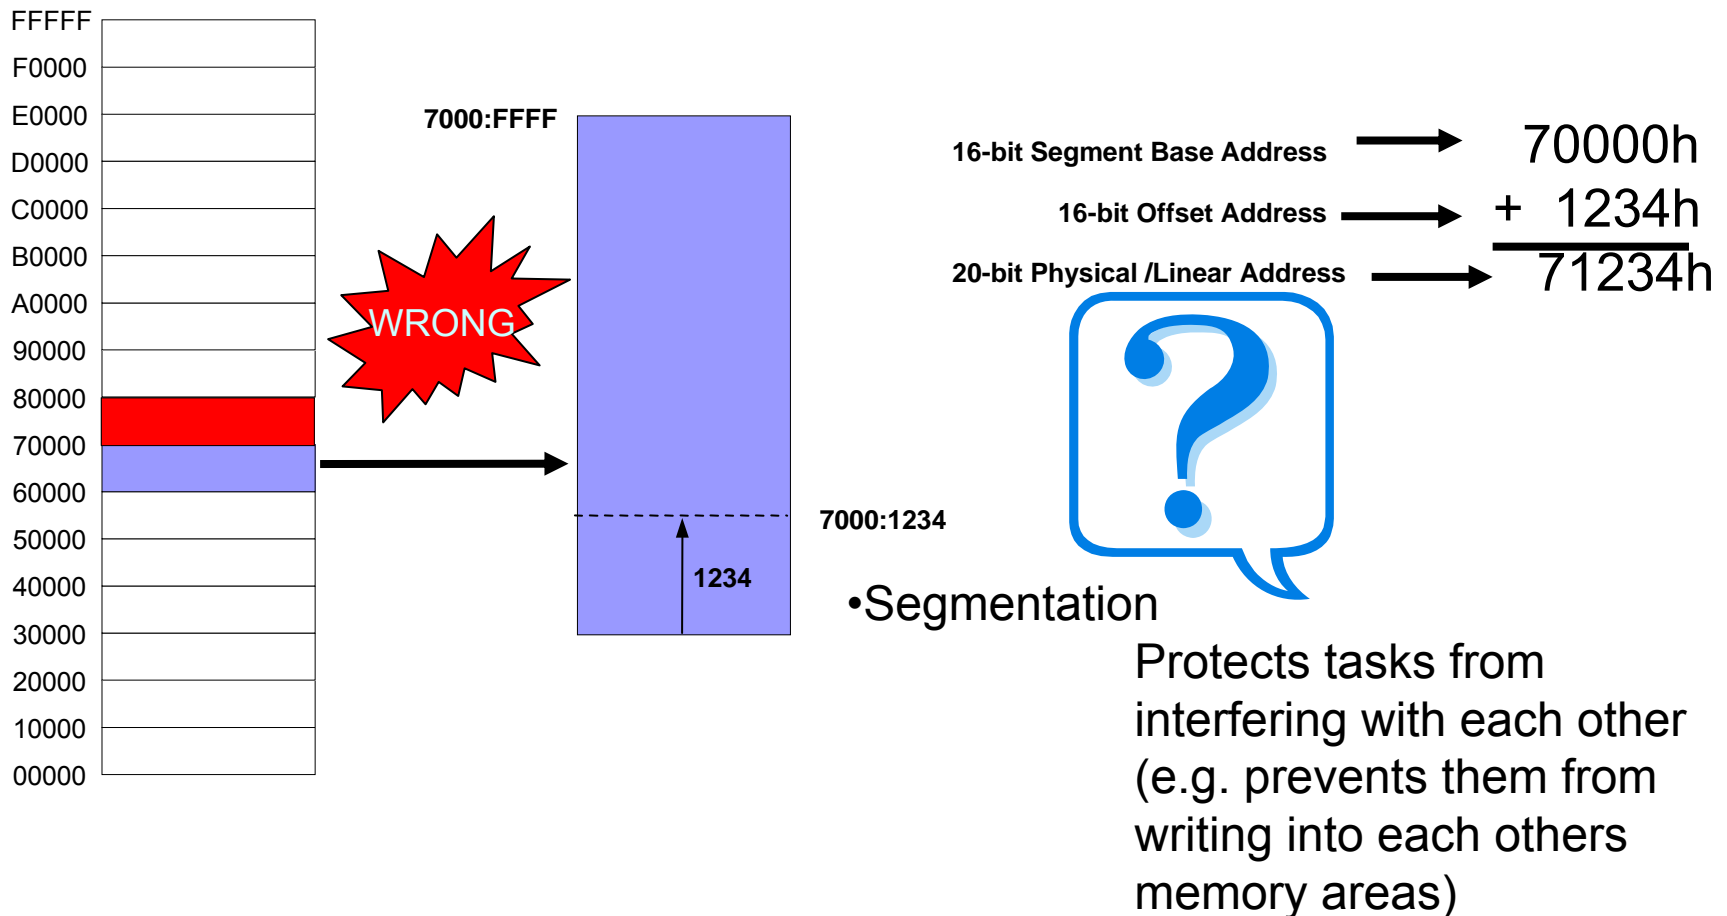 FFFFF
F0000
E0000
D0000
C0000
B0000
A0000
90000
80000
70000
60000
50000
40000
30000
20000
10000
00000
WRONG
7000:FFFF
7000:1234
1234
16-bit Segment Base Address
70000h
16-bit Offset Address
+ 1234h
20-bit Physical /Linear Address
71234h
?
•Segmentation
Protects tasks from
interfering with each other
(e.g. prevents them from
writing into each others
memory areas)